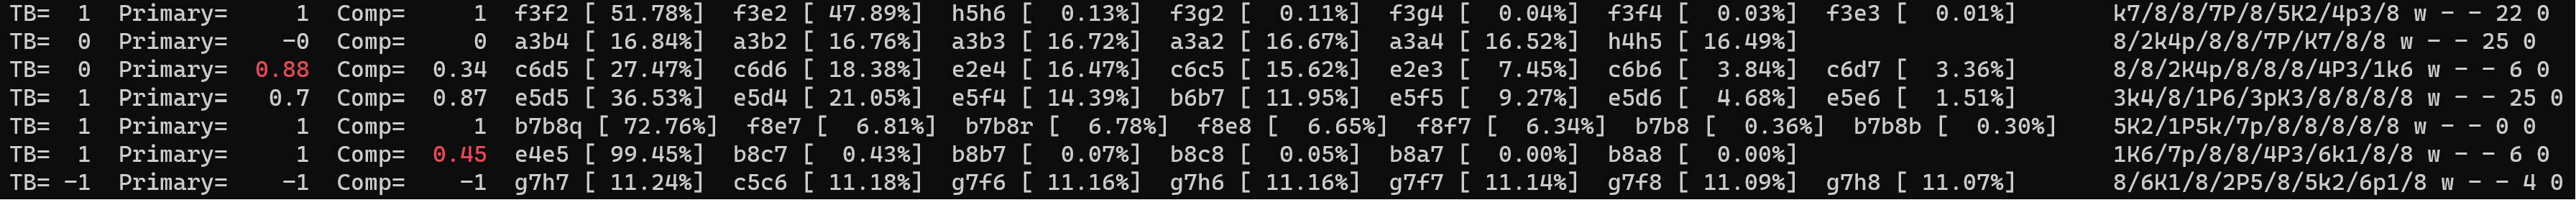 TB=  1  Primary=     1  Comp=     1  f3f2 [ 51.78%]  f3e2 [ 47.89%]  h5h6 [  0.13%]  f3g2 [  0.11%]  f3g4 [  0.04%]  f3f4 [  0.03%]  f3e3 [  0.01%]       k7/8/8/7P/8/5K2/4p3/8 w - - 22 0
TB=  0  Primary=    -0  Comp=     0  a3b4 [ 16.84%]  a3b2 [ 16.76%]  a3b3 [ 16.72%]  a3a2 [ 16.67%]  a3a4 [ 16.52%]  h4h5 [ 16.49%]                       8/2k4p/8/8/7P/K7/8/8 w - - 25 0
TB=  0  Primary=  0.88  Comp=  0.34  c6d5 [ 27.47%]  c6d6 [ 18.38%]  e2e4 [ 16.47%]  c6c5 [ 15.62%]  e2e3 [  7.45%]  c6b6 [  3.84%]  c6d7 [  3.36%]       8/8/2K4p/8/8/8/4P3/1k6 w - - 6 0
TB=  1  Primary=   0.7  Comp=  0.87  e5d5 [ 36.53%]  e5d4 [ 21.05%]  e5f4 [ 14.39%]  b6b7 [ 11.95%]  e5f5 [  9.27%]  e5d6 [  4.68%]  e5e6 [  1.51%]       3k4/8/1P6/3pK3/8/8/8/8 w - - 25 0
TB=  1  Primary=     1  Comp=     1  b7b8q [ 72.76%]  f8e7 [  6.81%]  b7b8r [  6.78%]  f8e8 [  6.65%]  f8f7 [  6.34%]  b7b8 [  0.36%]  b7b8b [  0.30%]    5K2/1P5k/7p/8/8/8/8/8 w - - 0 0
TB=  1  Primary=     1  Comp=  0.45  e4e5 [ 99.45%]  b8c7 [  0.43%]  b8b7 [  0.07%]  b8c8 [  0.05%]  b8a7 [  0.00%]  b8a8 [  0.00%]                       1K6/7p/8/8/4P3/6k1/8/8 w - - 6 0
TB= -1  Primary=    -1  Comp=    -1  g7h7 [ 11.24%]  c5c6 [ 11.18%]  g7f6 [ 11.16%]  g7h6 [ 11.16%]  g7f7 [ 11.14%]  g7f8 [ 11.09%]  g7h8 [ 11.07%]       8/6K1/8/2P5/8/5k2/6p1/8 w - - 4 0